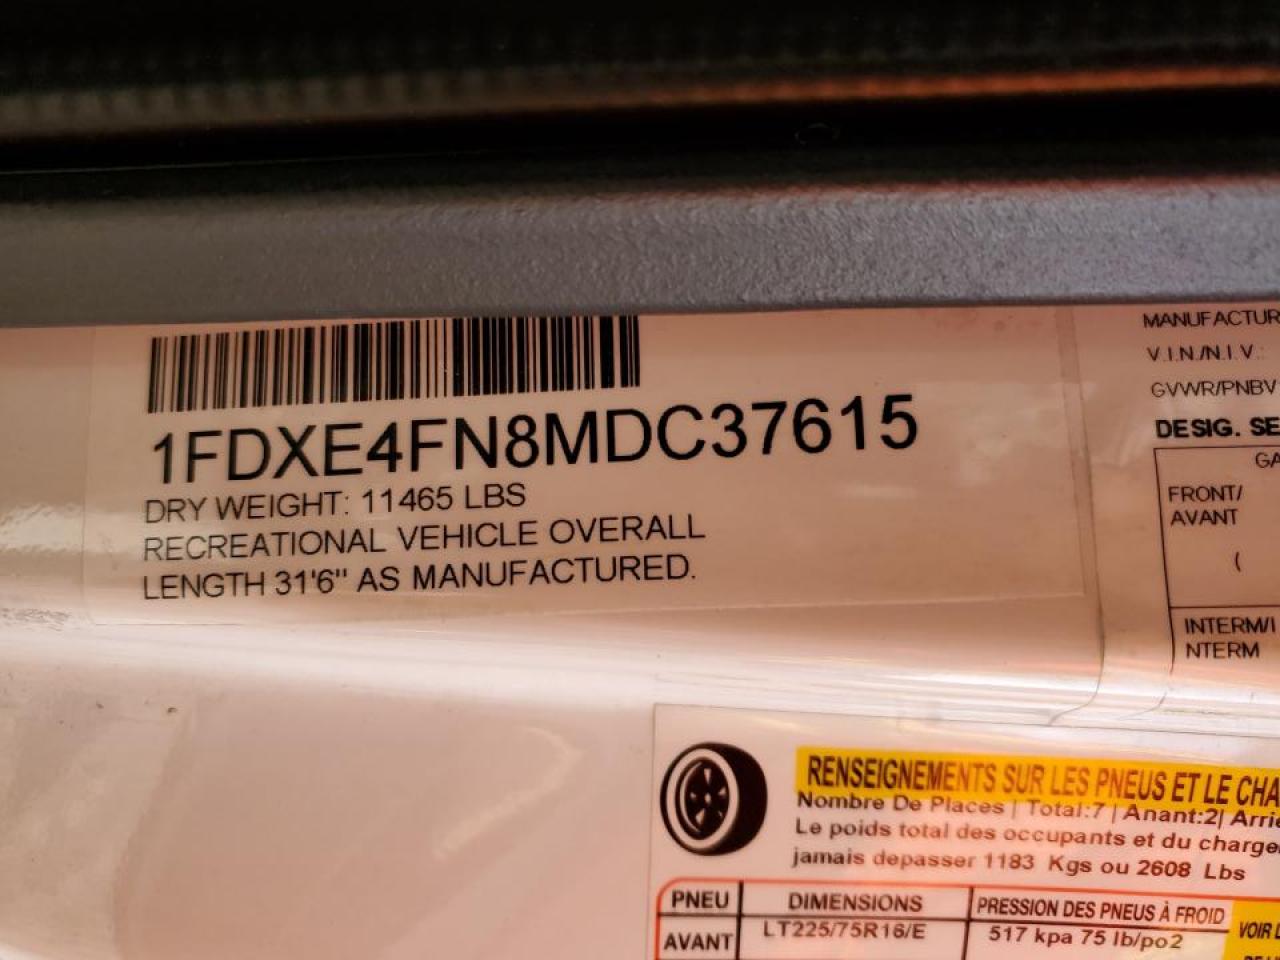 1FDXE4FN8MDC37615
DRY WEIGHT: 11465 LBS
RECREATIONAL VEHICLE OVERALL
LENGTH 31'6" AS MANUFACTURED.
MANUFACTUR
V.I.N./N.I.V.:
GVWR/PNBV
DESIG. SE
GA
FRONT/
AVANT
(
INTERM/I
NTERM
RENSEIGNEMENTS SUR LES PNEUS ET LE CHA
Nombre De Places | Total:7 | Anant:2| Arriè
Le poids total des occupants et du charge
jamais depasser 1183 Kgs ou 2608 Lbs
PNEU DIMENSIONS PRESSION DES PNEUS À FROID
AVANT LT225/75R16/E 517 kpa 75 lb/po2
VOIR